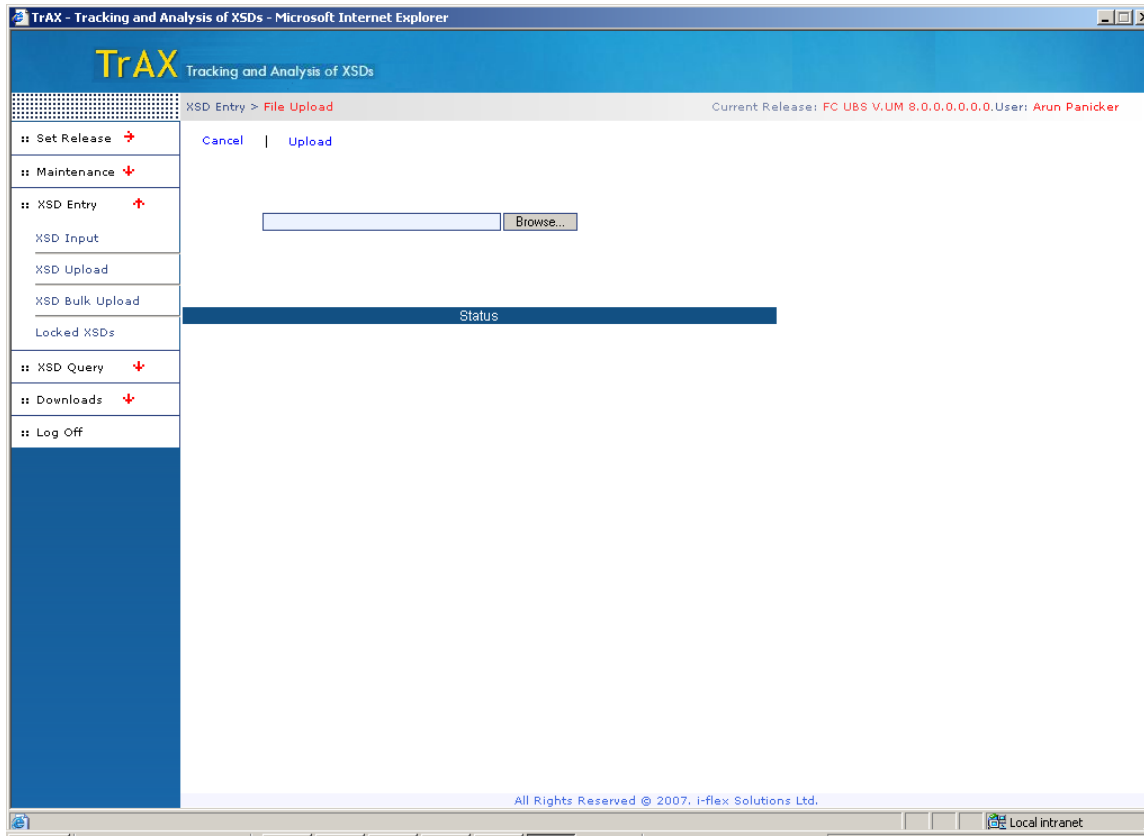 TrAX - Tracking and Analysis of XSDs - Microsoft Internet Explorer
TrAX Tracking and Analysis of XSDs
XSD Entry > File Upload
Current Release: FC UBS V.UM 8.0.0.0.0.0.0.User: Arun Panicker
:: Set Release
:: Maintenance
:: XSD Entry
XSD Input
XSD Upload
XSD Bulk Upload
Locked XSDs
:: XSD Query
:: Downloads
:: Log Off
Cancel | Upload
Browse...
Status
All Rights Reserved @ 2007. i-flex Solutions Ltd.
Local intranet